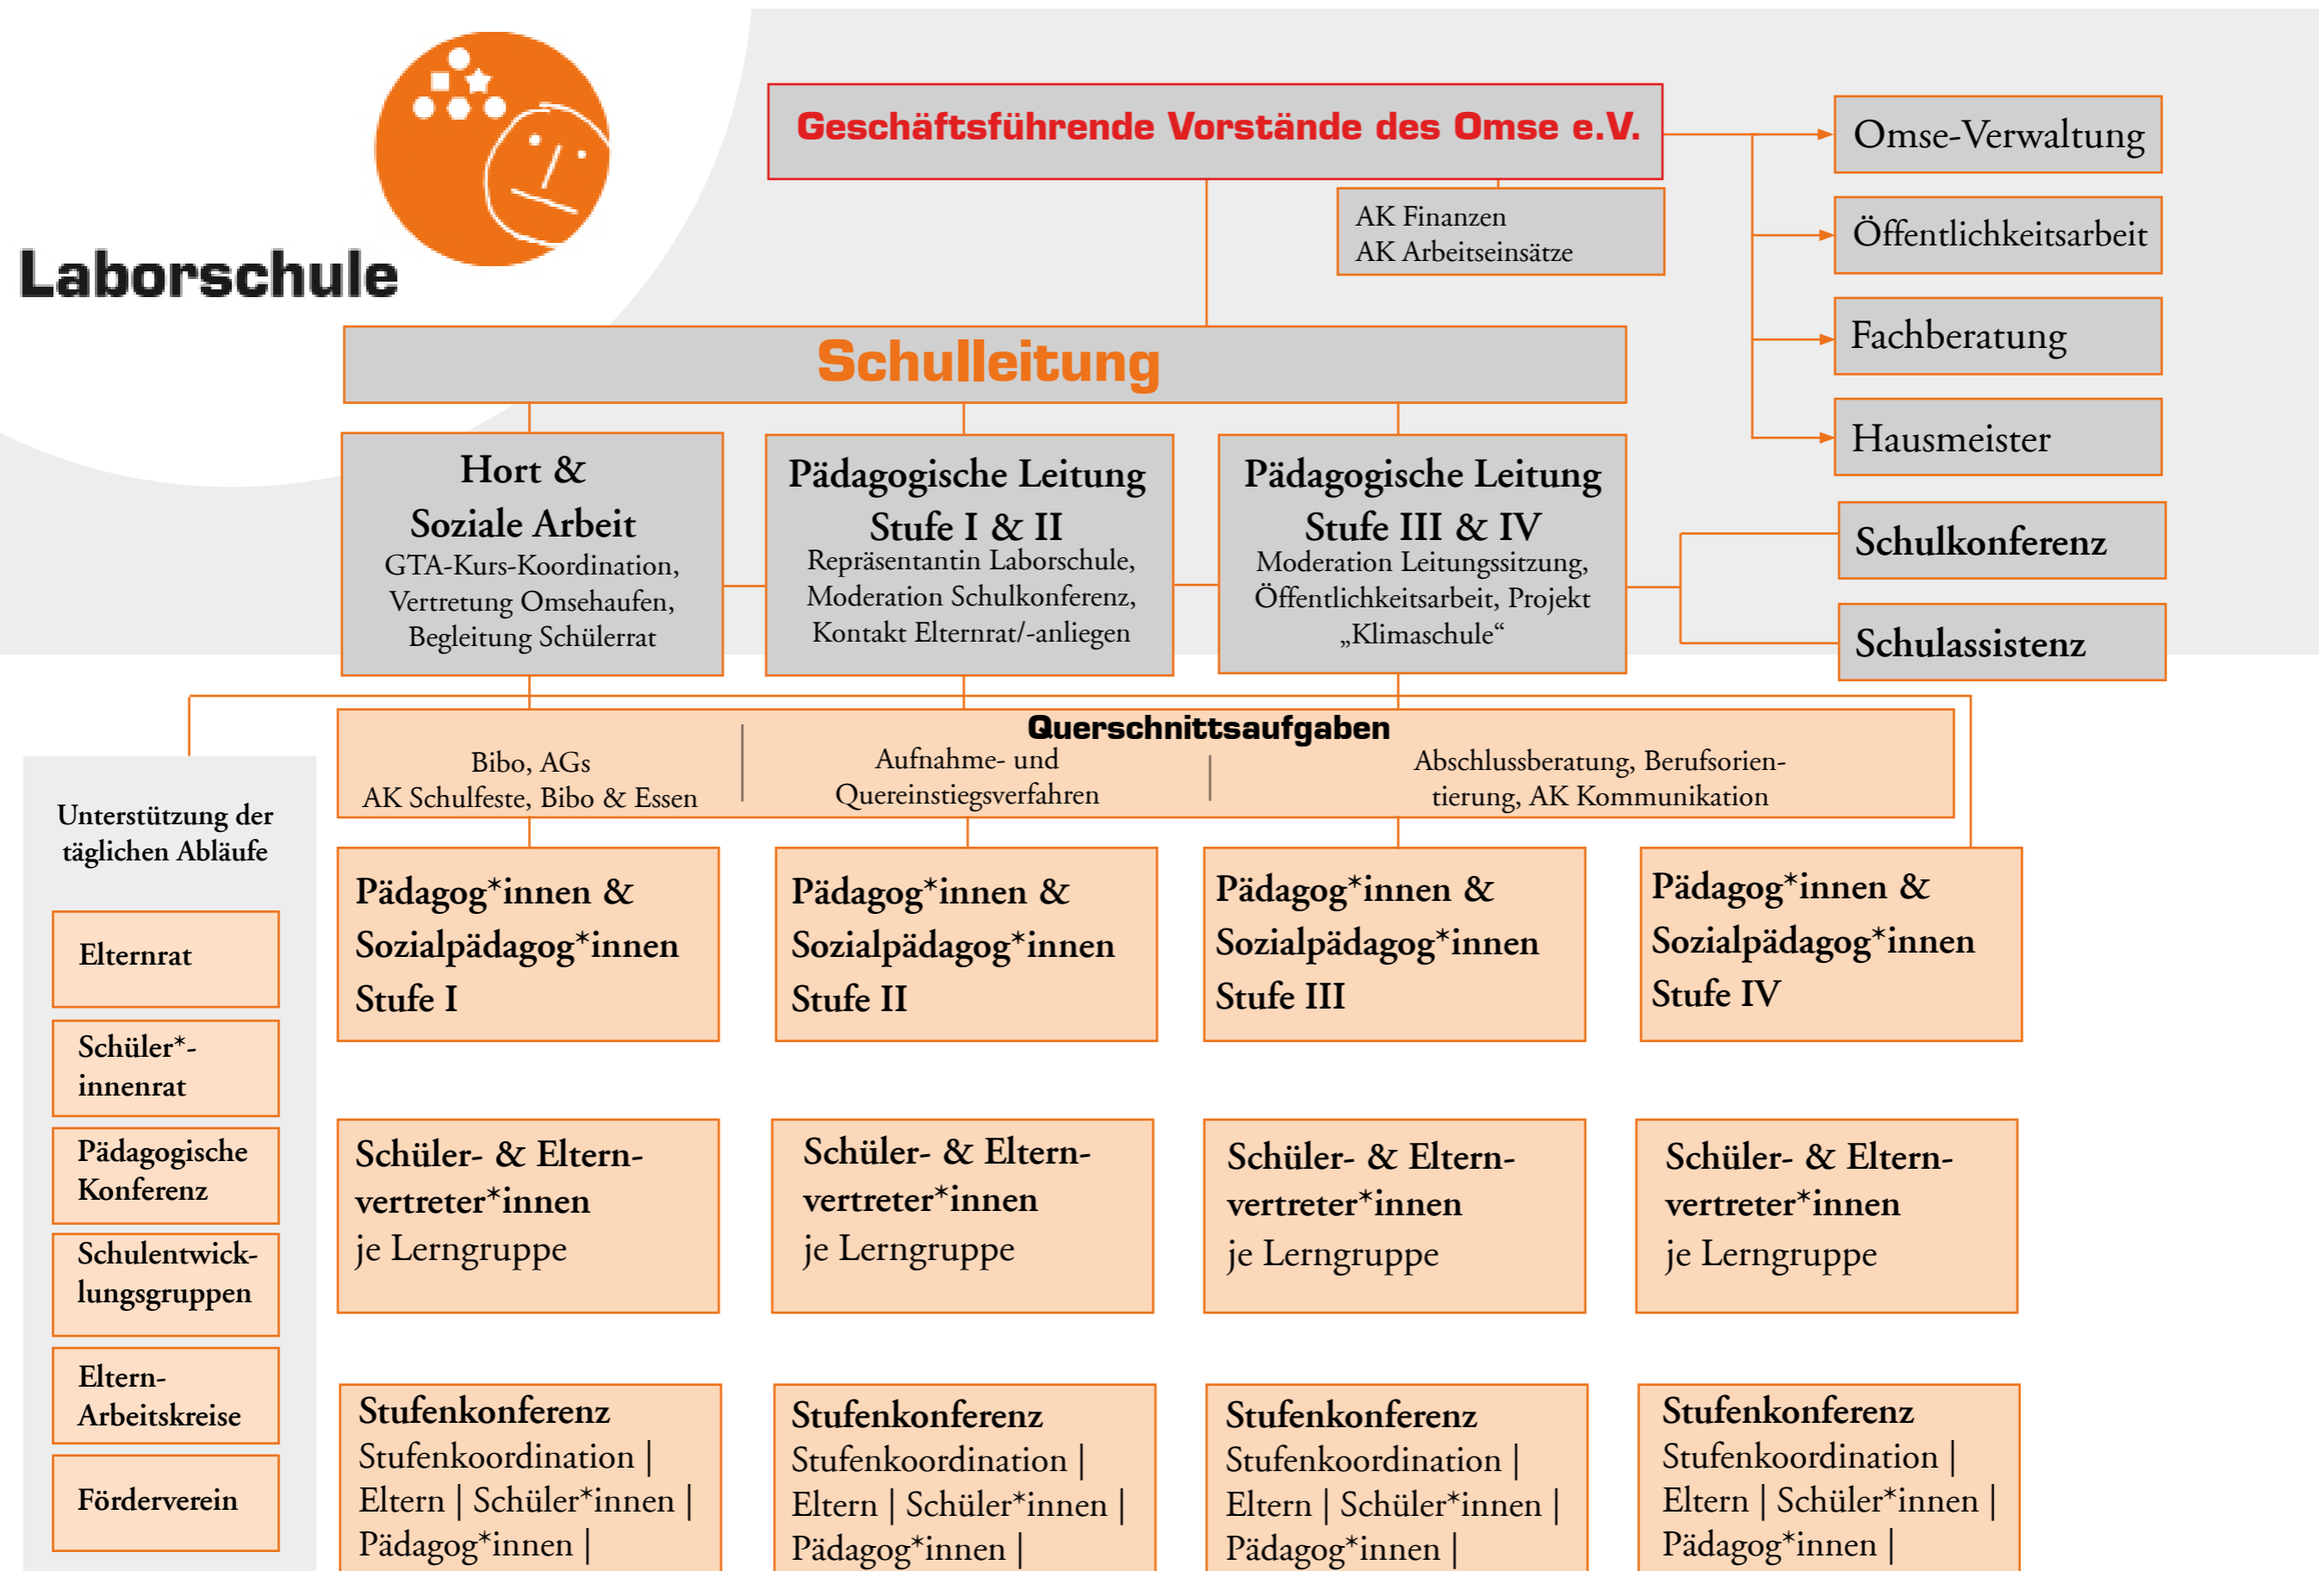 Laborschule
Geschäftsführende Vorstände des Omse e.V.
AK Finanzen
AK Arbeitseinsätze
Omse-Verwaltung
Öffentlichkeitsarbeit
Fachberatung
Hausmeister
Schulleitung
Hort &
Soziale Arbeit
GTA-Kurs-Koordination,
Vertretung Omsehaufen,
Begleitung Schülerrat
Pädagogische Leitung
Stufe I & II
Repräsentantin Laborschule,
Moderation Schulkonferenz,
Kontakt Elternrat/-anliegen
Pädagogische Leitung
Stufe III & IV
Moderation Leitungssitzung,
Öffentlichkeitsarbeit, Projekt
„Klimaschule“
Schulkonferenz
Schulassistenz
Querschnittsaufgaben
Bibo, AGs
AK Schulfeste, Bibo & Essen
Aufnahme- und
Quereinstiegsverfahren
Abschlussberatung, Berufsorien-
tierung, AK Kommunikation
Unterstützung der
täglichen Abläufe
Elternrat
Schüler*-
innenrat
Pädagogische
Konferenz
Schulentwick-
lungsgruppen
Eltern-
Arbeitskreise
Förderverein
Pädagog*innen &
Sozialpädagog*innen
Stufe I
Pädagog*innen &
Sozialpädagog*innen
Stufe II
Pädagog*innen &
Sozialpädagog*innen
Stufe III
Pädagog*innen &
Sozialpädagog*innen
Stufe IV
Schüler- & Eltern-
vertreter*innen
je Lerngruppe
Schüler- & Eltern-
vertreter*innen
je Lerngruppe
Schüler- & Eltern-
vertreter*innen
je Lerngruppe
Schüler- & Eltern-
vertreter*innen
je Lerngruppe
Stufenkonferenz
Stufenkoordination |
Eltern | Schüler*innen |
Pädagog*innen |
Stufenkonferenz
Stufenkoordination |
Eltern | Schüler*innen |
Pädagog*innen |
Stufenkonferenz
Stufenkoordination |
Eltern | Schüler*innen |
Pädagog*innen |
Stufenkonferenz
Stufenkoordination |
Eltern | Schüler*innen |
Pädagog*innen |